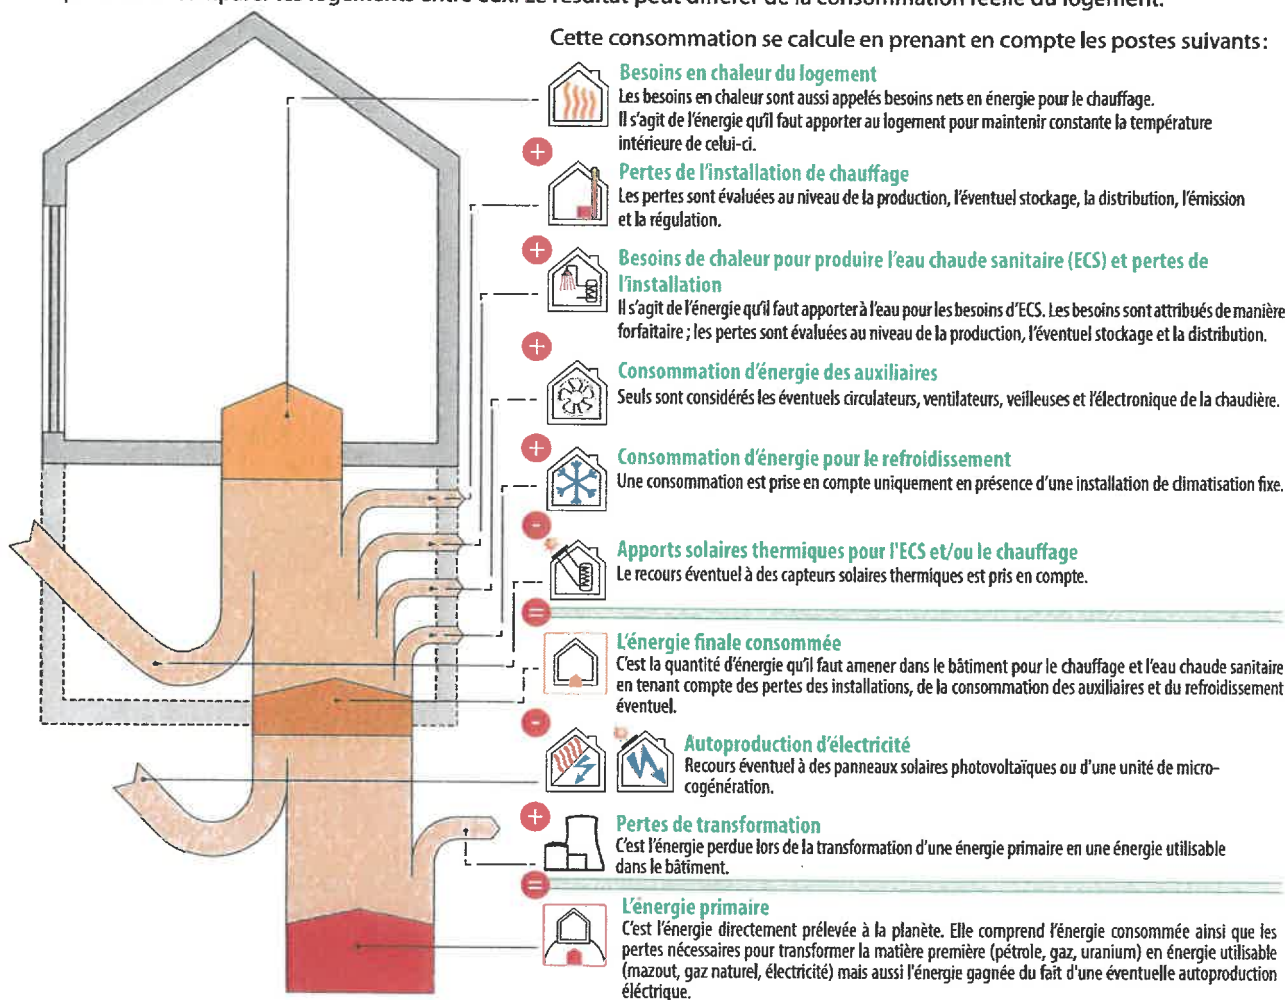 Cette consommation se calcule en prenant en compte les postes suivants :
Besoins en chaleur du logement
Les besoins en chaleur sont aussi appelés besoins nets en énergie pour le chauffage.
Il s'agit de l'énergie qu'il faut apporter au logement pour maintenir constante la température
intérieure de celui-ci.
+
Pertes de l'installation de chauffage
Les pertes sont évaluées au niveau de la production, l'éventuel stockage, la distribution, l'émission
et la régulation.
+
Besoins de chaleur pour produire l'eau chaude sanitaire (ECS) et pertes de
l'installation
Il s'agit de l'énergie qu'il faut apporter à l'eau pour les besoins d'ECS. Les besoins sont attribués de manière
forfaitaire ; les pertes sont évaluées au niveau de la production, l'éventuel stockage et la distribution.
+
Consommation d'énergie des auxiliaires
Seuls sont considérés les éventuels circulateurs, ventilateurs, veilleuses et l'électronique de la chaudière.
+
Consommation d'énergie pour le refroidissement
Une consommation est prise en compte uniquement en présence d'une installation de climatisation fixe.
-
Apports solaires thermiques pour l'ECS et/ou le chauffage
Le recours éventuel à des capteurs solaires thermiques est pris en compte.
=
L'énergie finale consommée
C'est la quantité d'énergie qu'il faut amener dans le bâtiment pour le chauffage et l'eau chaude sanitaire
en tenant compte des pertes des installations, de la consommation des auxiliaires et du refroidissement
éventuel.
-
Autoproduction d'électricité
Recours éventuel à des panneaux solaires photovoltaïques ou d'une unité de micro-
cogénération.
+
Pertes de transformation
C'est l'énergie perdue lors de la transformation d'une énergie primaire en une énergie utilisable
dans le bâtiment.
=
L'énergie primaire
C'est l'énergie directement prélevée à la planète. Elle comprend l'énergie consommée ainsi que les
pertes nécessaires pour transformer la matière première (pétrole, gaz, uranium) en énergie utilisable
(mazout, gaz naturel, électricité) mais aussi l'énergie gagnée du fait d'une éventuelle autoproduction
éléctrique.